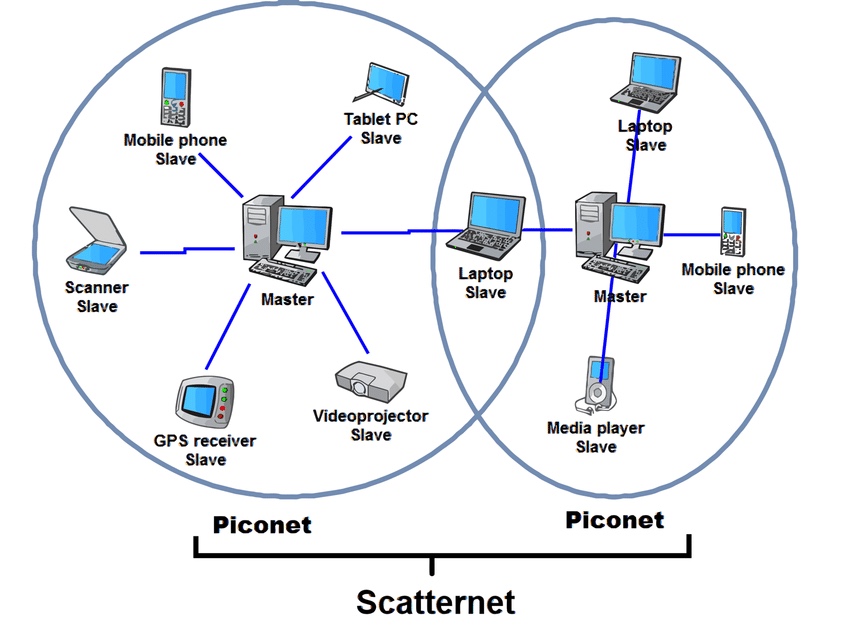 Mobile phone
Slave
Tablet PC
Slave
Scanner
Slave
Master
GPS receiver
Slave
Videoprojector
Slave
Laptop
Slave
Laptop
Slave
Master
Mobile phone
Slave
Media player
Slave
Piconet
Piconet
Scatternet